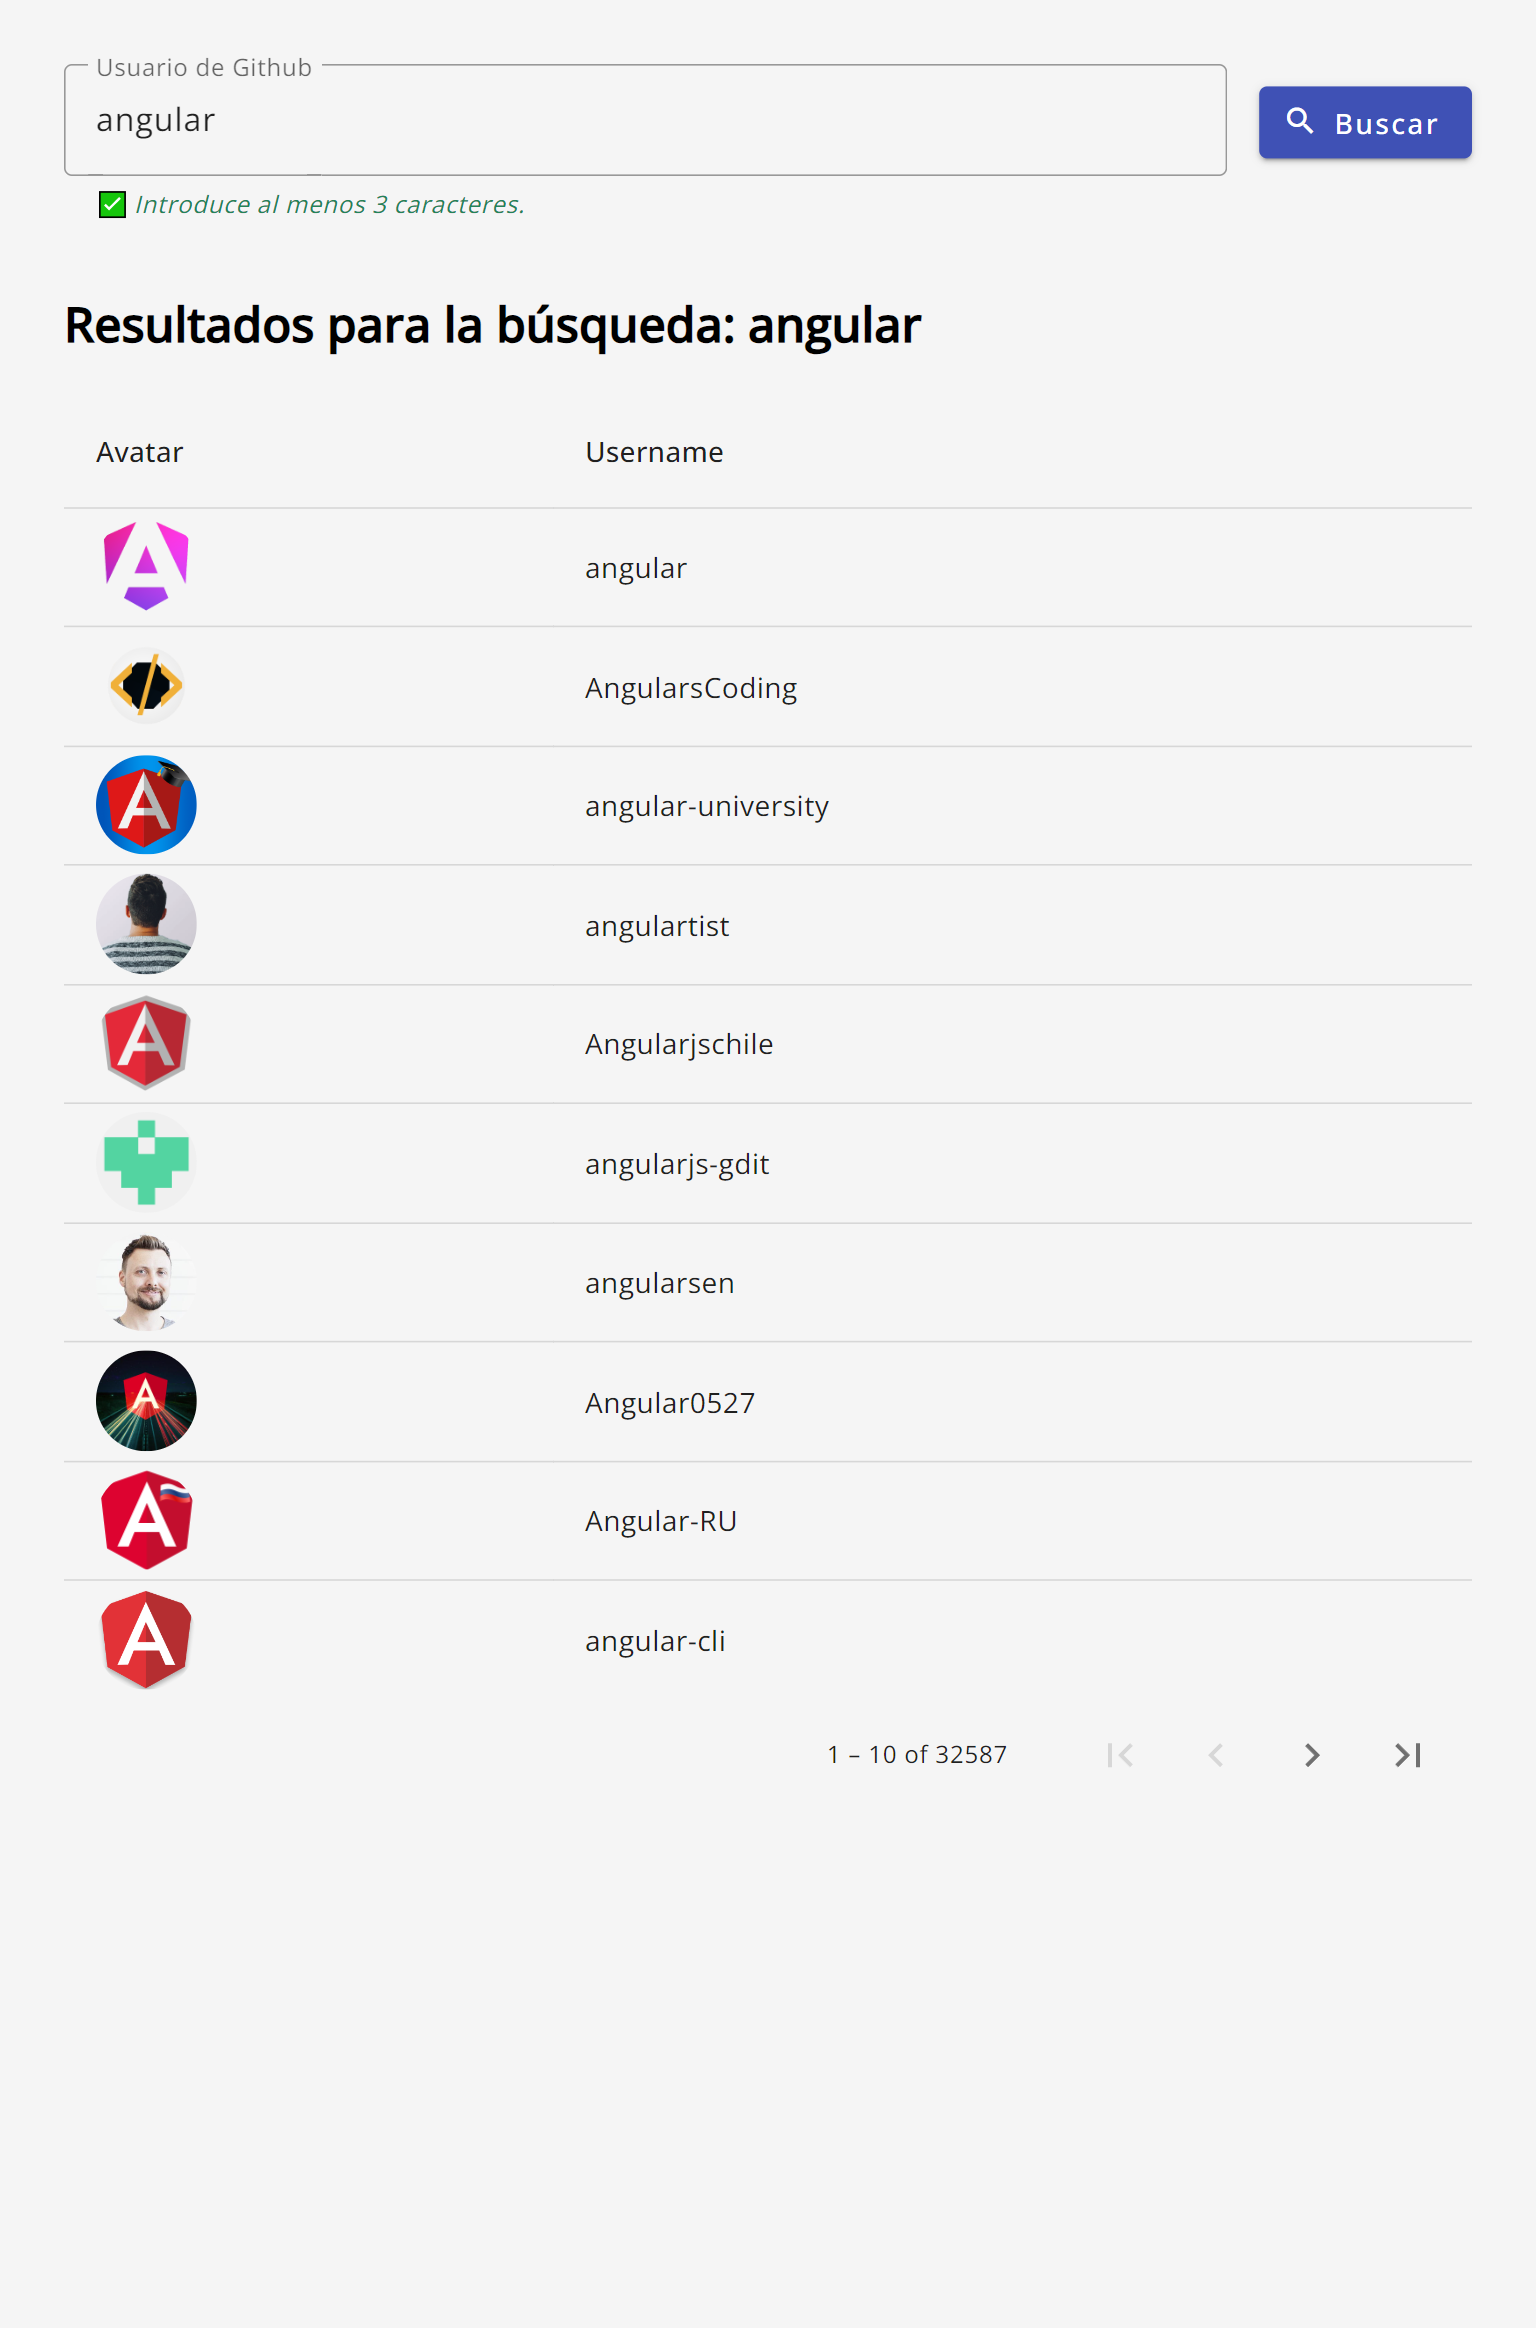 Usuario de Github
angular
Buscar
Introduce al menos 3 caracteres.
Resultados para la búsqueda: angular
Avatar Username
angular
AngularsCoding
angular-university
angulartist
Angularjschile
angularjs-gdit
angularsen
Angular0527
Angular-RU
angular-cli
1 – 10 of 32587